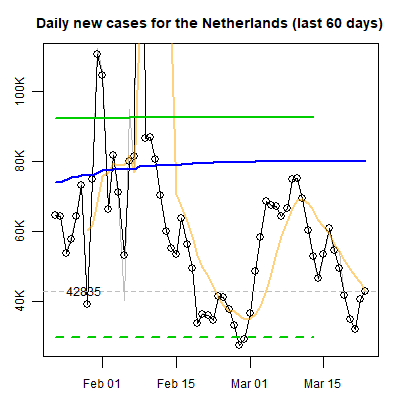 Daily new cases for the Netherlands (last 60 days)
100K
80K
60K
42835
40K
Feb 01 Feb 15 Mar 01 Mar 15